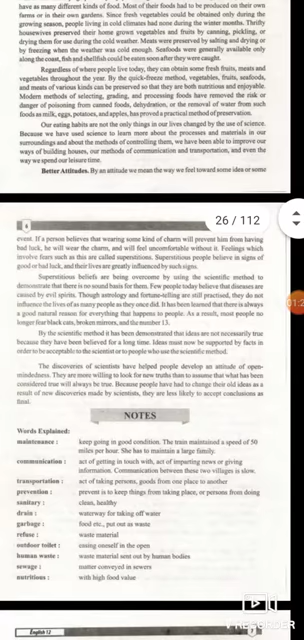 have as many different kinds of food. Most of their foods had to be produced on their own
farms or in their own gardens. Since fresh vegetables could be obtained only during the
growing season, people living in cold climates had none during the winter months. Thrifty
housewives preserved their home grown vegetables and fruits by canning, pickling, or
drying them for use during the cold weather. Meats were preserved by salting and drying or
by freezing when the weather was cold enough. Seafoods were generally available only
along the coast, fish and shellfish could be eaten soon after they were caught.
Regardless of where people live today, they can obtain some fresh fruits, meats and
vegetables throughout the year. By the quick-freeze method, vegetables, fruits, seafoods,
and meats of various kinds can be preserved so that they are both nutritious and enjoyable.
Modern methods of selecting, grading, and processing foods have removed the risk or
danger of poisoning from canned foods, dehydration, or the removal of water from such
foods as milk, eggs, potatoes, and apples, has proved a practical method of preservation.
Our eating habits are not the only things in our lives changed by the use of science.
Because we have used science to learn more about the processes and materials in our
surroundings and about the methods of controlling them, we have been able to improve our
ways of building houses, our methods of communication and transportation, and even the
way we spend our leisure time.
Better Attitudes. By an attitude we mean the way we feel toward some idea or some
26 / 112
event. If a person believes that wearing some kind of charm will prevent him from having
bad luck, he will wear the charm, and will feel uncomfortable without it. Feelings which
involve fears such as this are called superstitions. Superstitious people believe in signs
of good or bad luck, and their lives are greatly influenced by such signs.
Superstitious beliefs are being overcome by using the scientific method to
demonstrate that there is no sound basis for them. Few people today believe that diseases are
caused by evil spirits. Though astrology and fortune-telling are still practised, they do not
influence the lives of as many people as they once did. It has been learned that there is always
a good natural reason for everything that happens to people. As a result, most people no
longer fear black cats, broken mirrors, and the number 13.
By the scientific method it has been demonstrated that ideas are not necessarily true
because they have been believed for a long time. Ideas must now be supported by facts in
order to be acceptable to the scientist or to people who use the scientific method.
The discoveries of scientists have helped people develop an attitude of open-
mindedness. They are more willing to look for new truths than to assume that what has been
considered true will always be true. Because people have had to change their old ideas as a
result of new discoveries made by scientists, they are less likely to accept conclusions as
final.
NOTES
Words Explained:
maintenance : keep going in good condition. The train maintained a speed of 50
miles per hour. She has to maintain a large family.
communication : act of getting in touch with, act of imparting news or giving
information. Communication between these two villages is slow.
transportation : act of taking persons, goods from one place to another
prevention : prevent is to keep things from taking place, or persons from doing
sanitary : clean, healthy
drain : waterway for taking off water
garbage : food etc., put out as waste
refuse : waste material
outdoor toilet : easing oneself in the open
human waste : waste material sent out by human bodies
sewage : matter conveyed in sewers
nutritious : with high food value
English 12